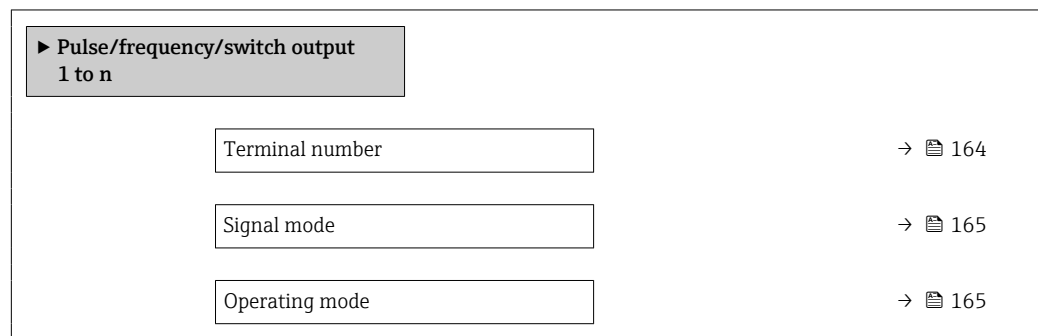 ▶ Pulse/frequency/switch output
1 to n
Terminal number → 🖹 164
Signal mode → 🖹 165
Operating mode → 🖹 165